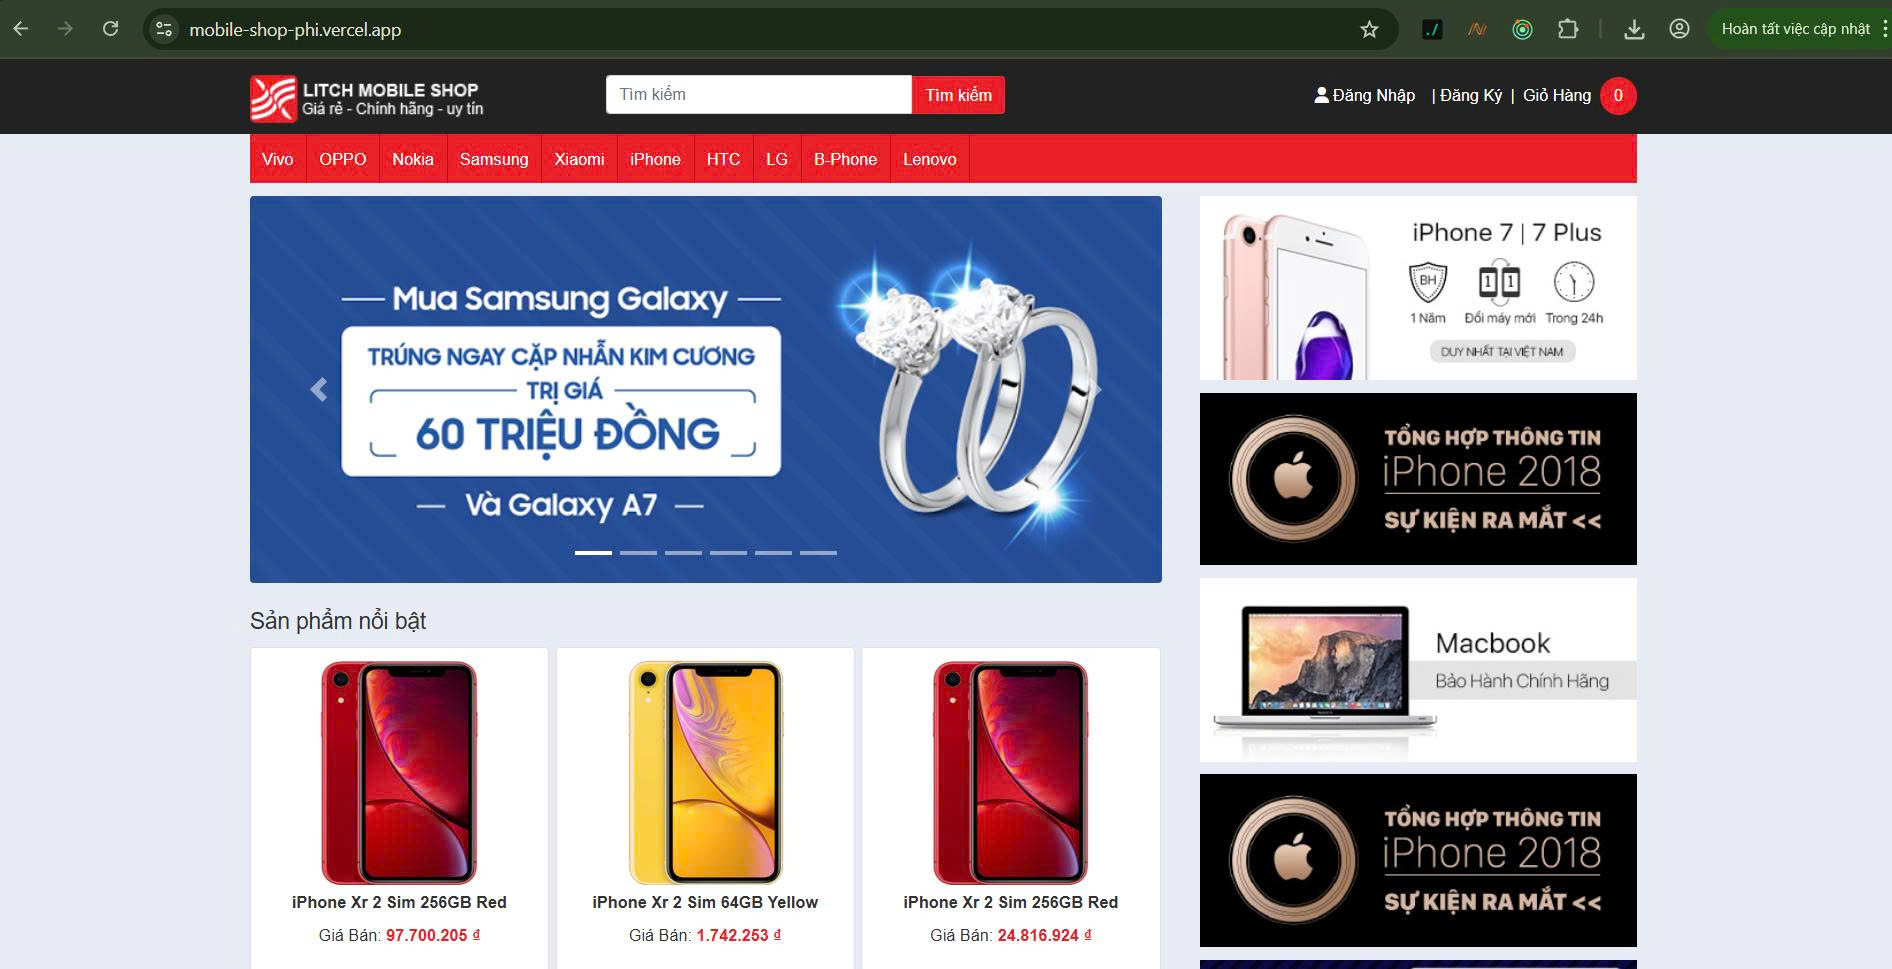 mobile-shop-phi.vercel.app
Hoàn tất việc cập nhật
LITCH MOBILE SHOP
Giá rẻ - Chính hãng - uy tín
Tìm kiếm
Tìm kiếm
Đăng Nhập | Đăng Ký | Giỏ Hàng 0
Vivo OPPO Nokia Samsung Xiaomi iPhone HTC LG B-Phone Lenovo
Mua Samsung Galaxy
TRÚNG NGAY CẶP NHẪN KIM CƯƠNG
TRỊ GIÁ
60 TRIỆU ĐỒNG
Và Galaxy A7
iPhone 7 | 7 Plus
BH 1 1
1 Năm Đổi máy mới Trong 24h
DUY NHẤT TẠI VIỆT NAM
TỔNG HỢP THÔNG TIN
iPhone 2018
SỰ KIỆN RA MẮT <<
Macbook
Bảo Hành Chính Hãng
TỔNG HỢP THÔNG TIN
iPhone 2018
SỰ KIỆN RA MẮT <<
Sản phẩm nổi bật
iPhone Xr 2 Sim 256GB Red
Giá Bán: 97.700.205 ₫
iPhone Xr 2 Sim 64GB Yellow
Giá Bán: 1.742.253 ₫
iPhone Xr 2 Sim 256GB Red
Giá Bán: 24.816.924 ₫